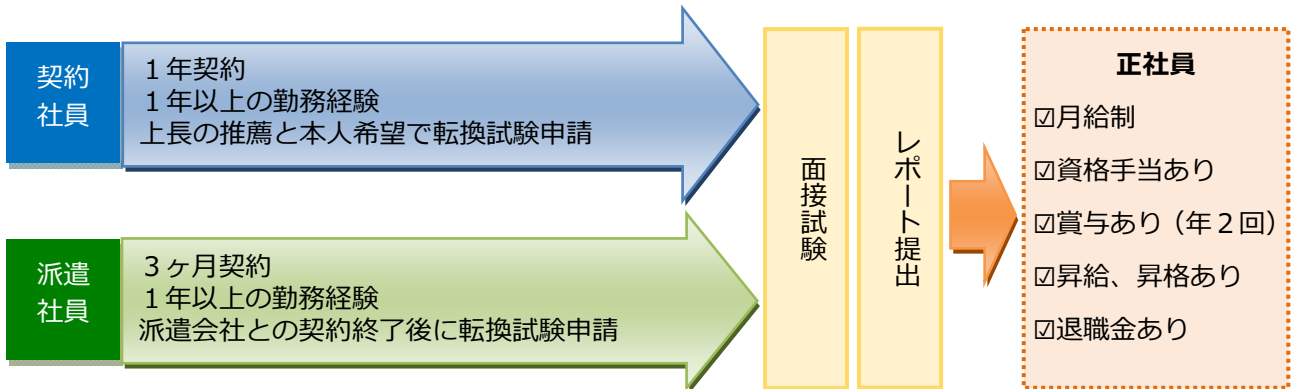 契約
社員
１年契約
１年以上の勤務経験
上長の推薦と本人希望で転換試験申請
派遣
社員
３ヶ月契約
１年以上の勤務経験
派遣会社との契約終了後に転換試験申請
面接試験
レポート提出
正社員
☑月給制
☑資格手当あり
☑賞与あり（年２回）
☑昇給、昇格あり
☑退職金あり